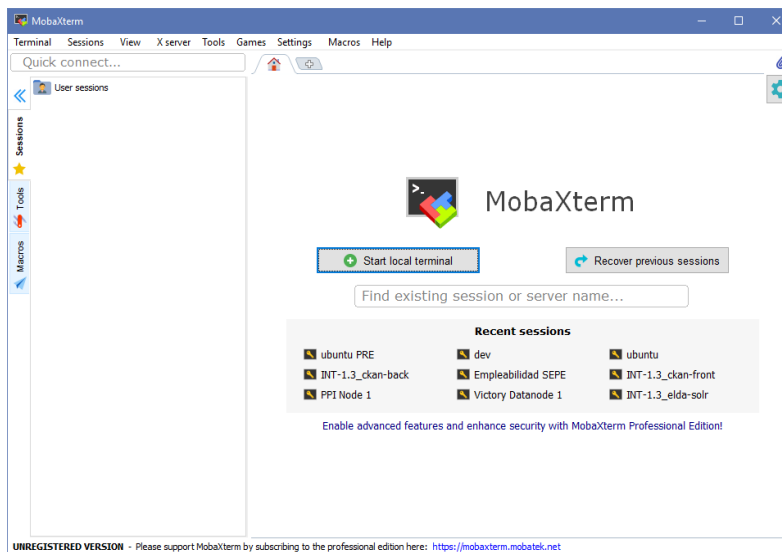 MobaXterm
Terminal Sessions View X server Tools Games Settings Macros Help
Quick connect...
User sessions
Sessions
Tools
Macros
>_
MobaXterm
Start local terminal
Recover previous sessions
Find existing session or server name...
Recent sessions
ubuntu PRE dev ubuntu
INT-1.3_ckan-back Empleabilidad SEPE INT-1.3_ckan-front
PPI Node 1 Victory Datanode 1 INT-1.3_elda-solr
Enable advanced features and enhance security with MobaXterm Professional Edition!
UNREGISTERED VERSION - Please support MobaXterm by subscribing to the professional edition here: https://mobaxterm.mobatek.net